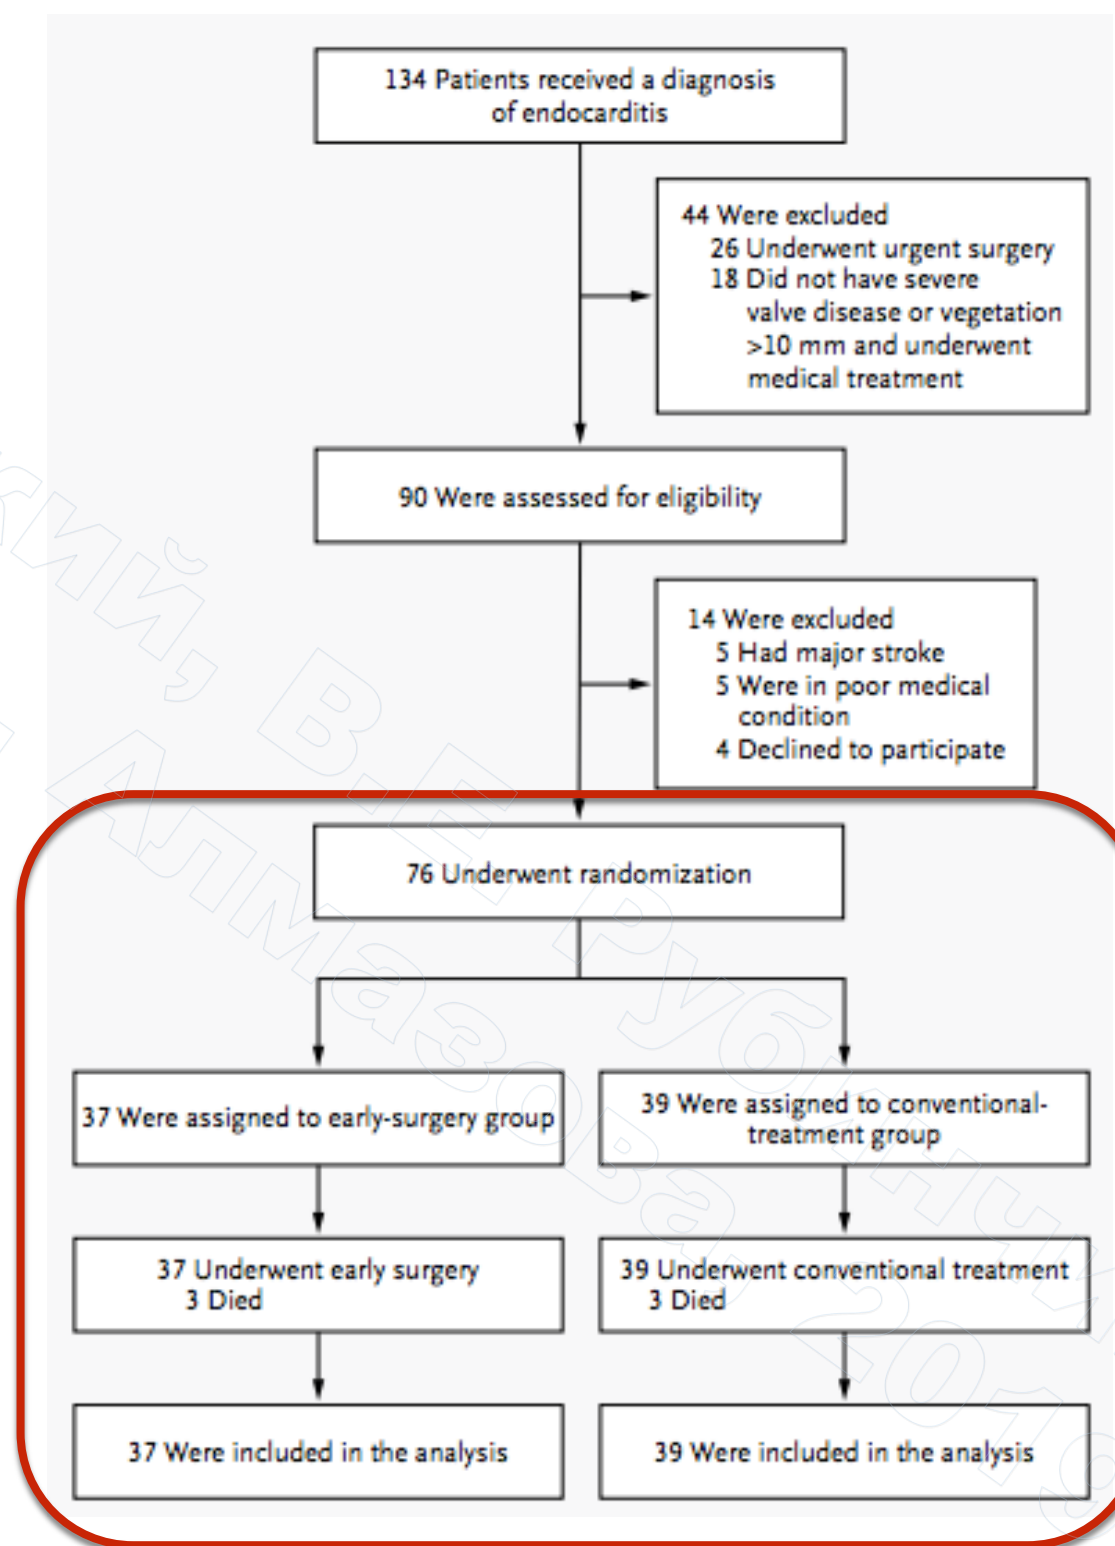 134 Patients received a diagnosis
of endocarditis
44 Were excluded
26 Underwent urgent surgery
18 Did not have severe
valve disease or vegetation
>10 mm and underwent
medical treatment
90 Were assessed for eligibility
14 Were excluded
5 Had major stroke
5 Were in poor medical
condition
4 Declined to participate
76 Underwent randomization
37 Were assigned to early-surgery group
39 Were assigned to conventional-
treatment group
37 Underwent early surgery
3 Died
39 Underwent conventional treatment
3 Died
37 Were included in the analysis
39 Were included in the analysis
В.Е Рубинчи
Алмазова 2019